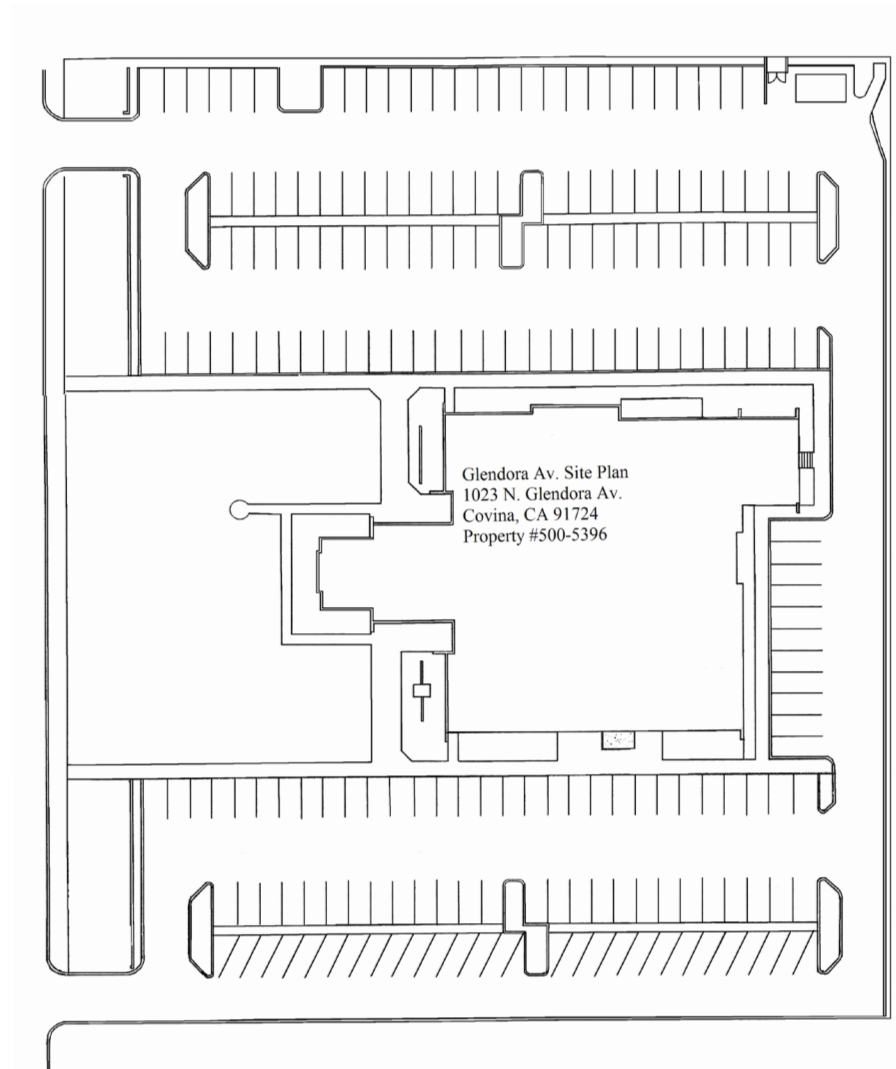 Glendora Av. Site Plan
1023 N. Glendora Av.
Covina, CA 91724
Property #500-5396